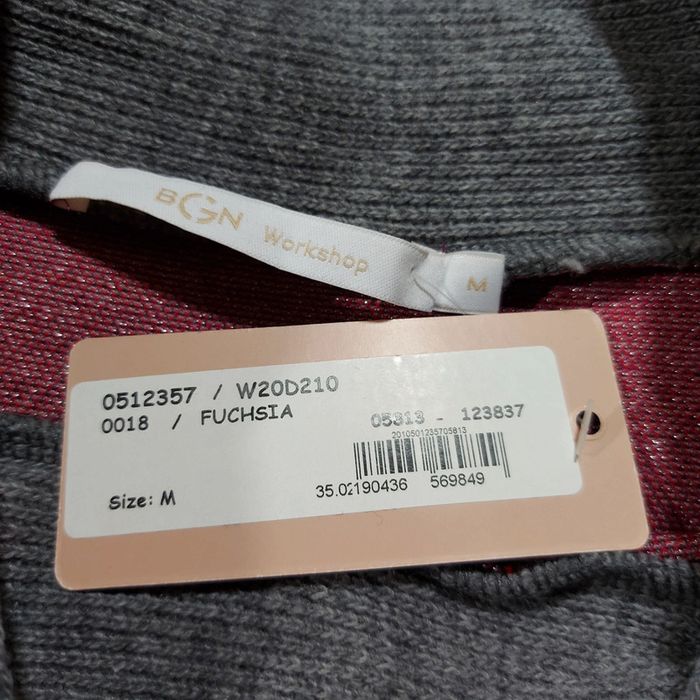 BGN Workshop
M
0512357 / W20D210
0018 / FUCHSIA
05313 - 123837
2010501235705813
35.02190436 569849
Size: M